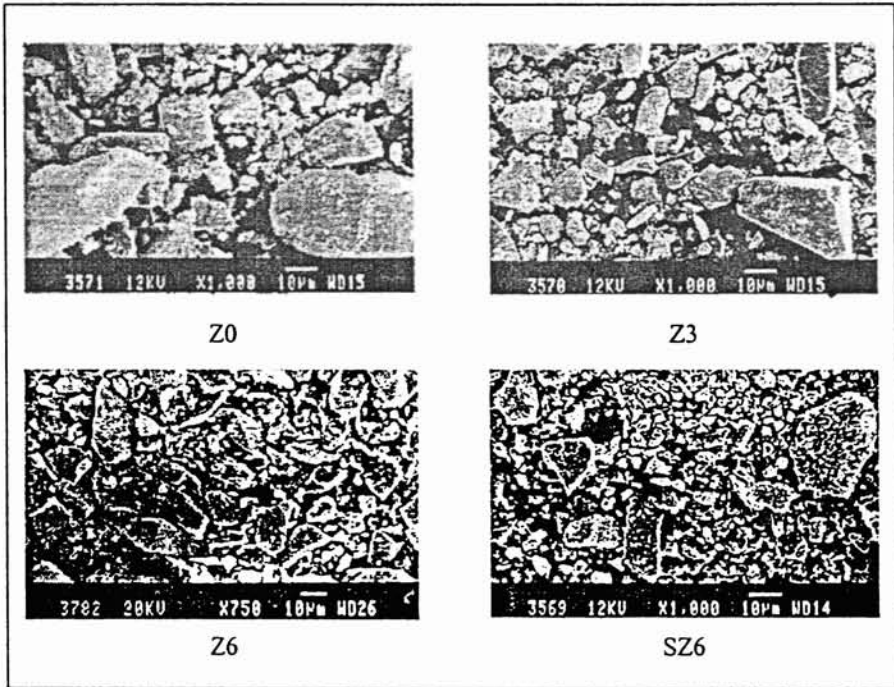 3571 12KV X1,000 10µm WD15
Z0
3570 12KV X1,000 10µm WD15
Z3
3782 20KV X750 10µm WD26
Z6
3569 12KV X1,000 10µm WD14
SZ6